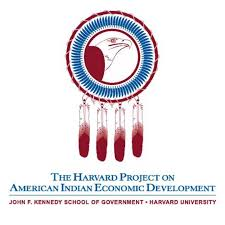 THE HARVARD PROJECT ON
AMERICAN INDIAN ECONOMIC DEVELOPMENT
JOHN F. KENNEDY SCHOOL OF GOVERNMENT • HARVARD UNIVERSITY